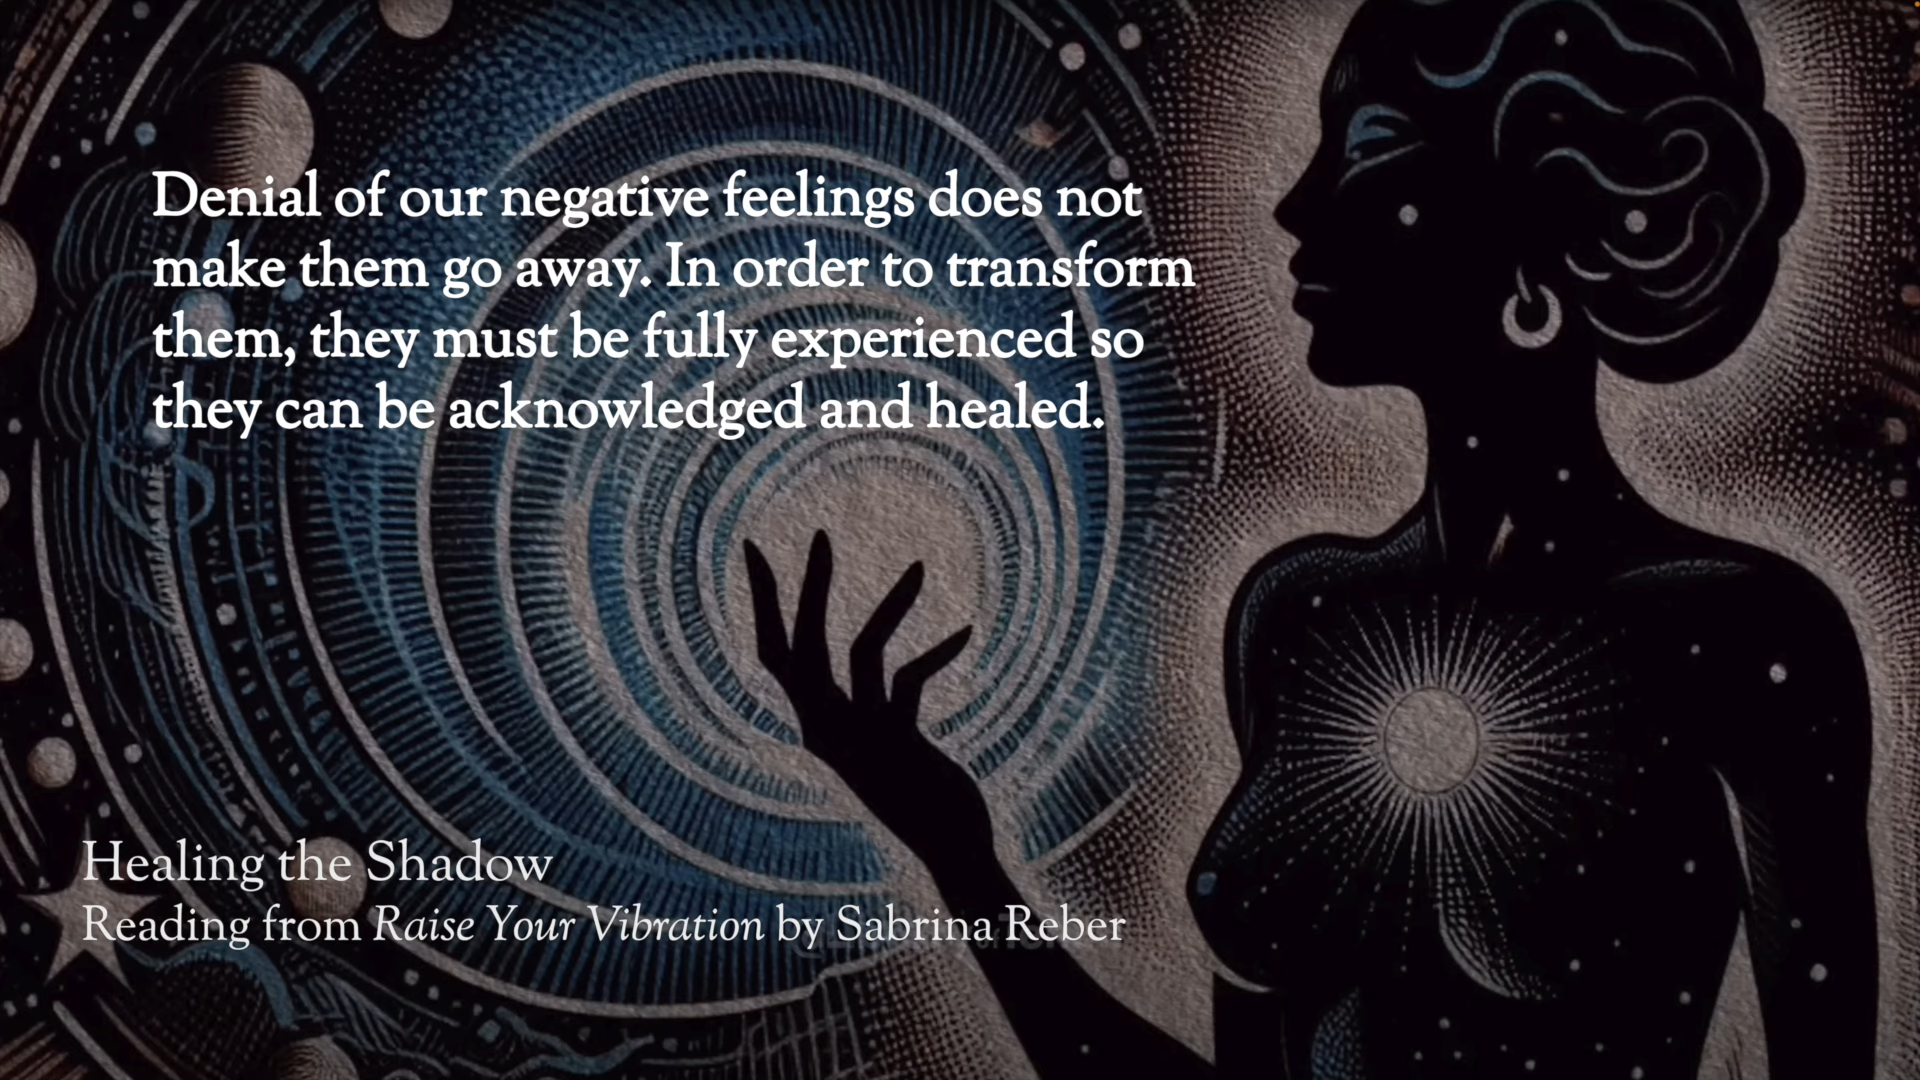 Denial of our negative feelings does not
make them go away. In order to transform
them, they must be fully experienced so
they can be acknowledged and healed.
Healing the Shadow
Reading from Raise Your Vibration by Sabrina Reber